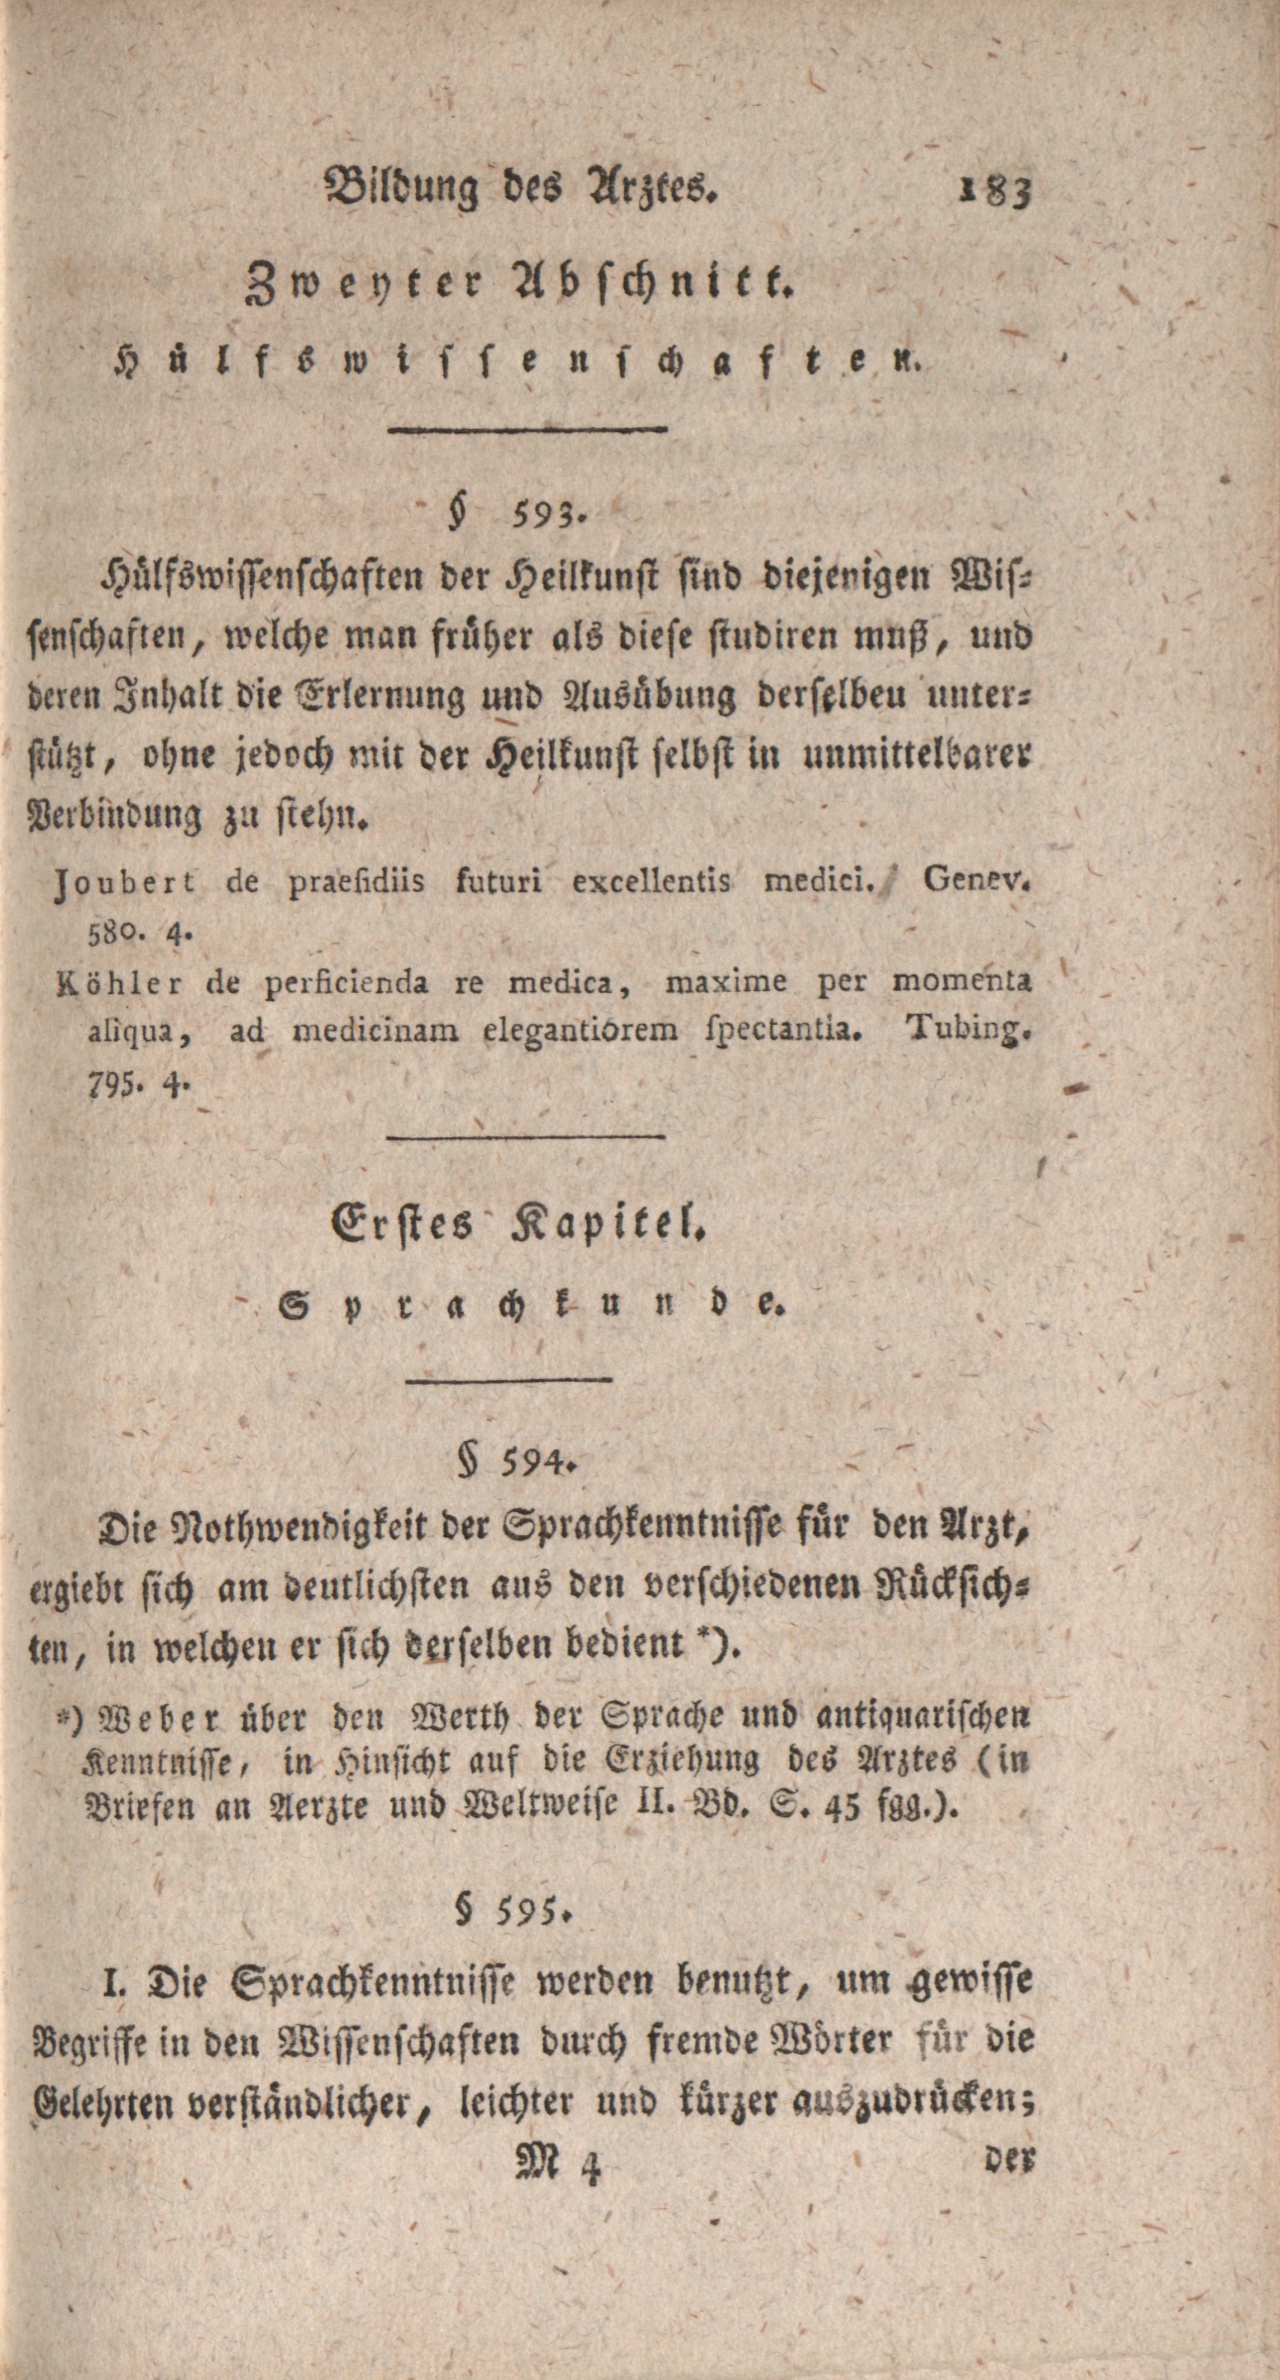 Bildung des Arztes. 183
Zweyter Abschnitt.
Hülfswissenschaften.
§ 593.
Hülfswissenschaften der Heilkunst sind diejenigen Wis-
senschaften, welche man früher als diese studiren muß, und
deren Inhalt die Erlernung und Ausübung derselben unter-
stützt, ohne jedoch mit der Heilkunst selbst in unmittelbarer
Verbindung zu stehn.
Joubert de praesidiis futuri excellentis medici. Genev.
580. 4.
Köhler de perficienda re medica, maxime per momenta
aliqua, ad medicinam elegantiorem spectantia. Tubing.
795. 4.
Erstes Kapitel.
Sprachkunde.
§ 594.
Die Nothwendigkeit der Sprachkenntnisse für den Arzt,
ergiebt sich am deutlichsten aus den verschiedenen Rücksich-
ten, in welchen er sich derselben bedient *).
*) Weber über den Werth der Sprache und antiquarischen
Kenntnisse, in Hinsicht auf die Erziehung des Arztes (in
Briefen an Aerzte und Weltweise II. Bd. S. 45 fgg.).
§ 595.
I. Die Sprachkenntnisse werden benutzt, um gewisse
Begriffe in den Wissenschaften durch fremde Wörter für die
Gelehrten verständlicher, leichter und kürzer auszudrücken;
M 4 der